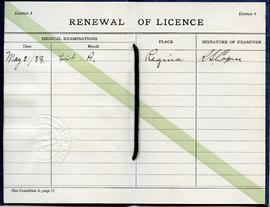 Licence 3
Licence 4
RENEWAL OF LICENCE
MEDICAL EXAMINATIONS
PLACE
SIGNATURE OF EXAMINER
Date
Result
May 2/38
Fit. A.
Regina
(See Condition 3, page 1)